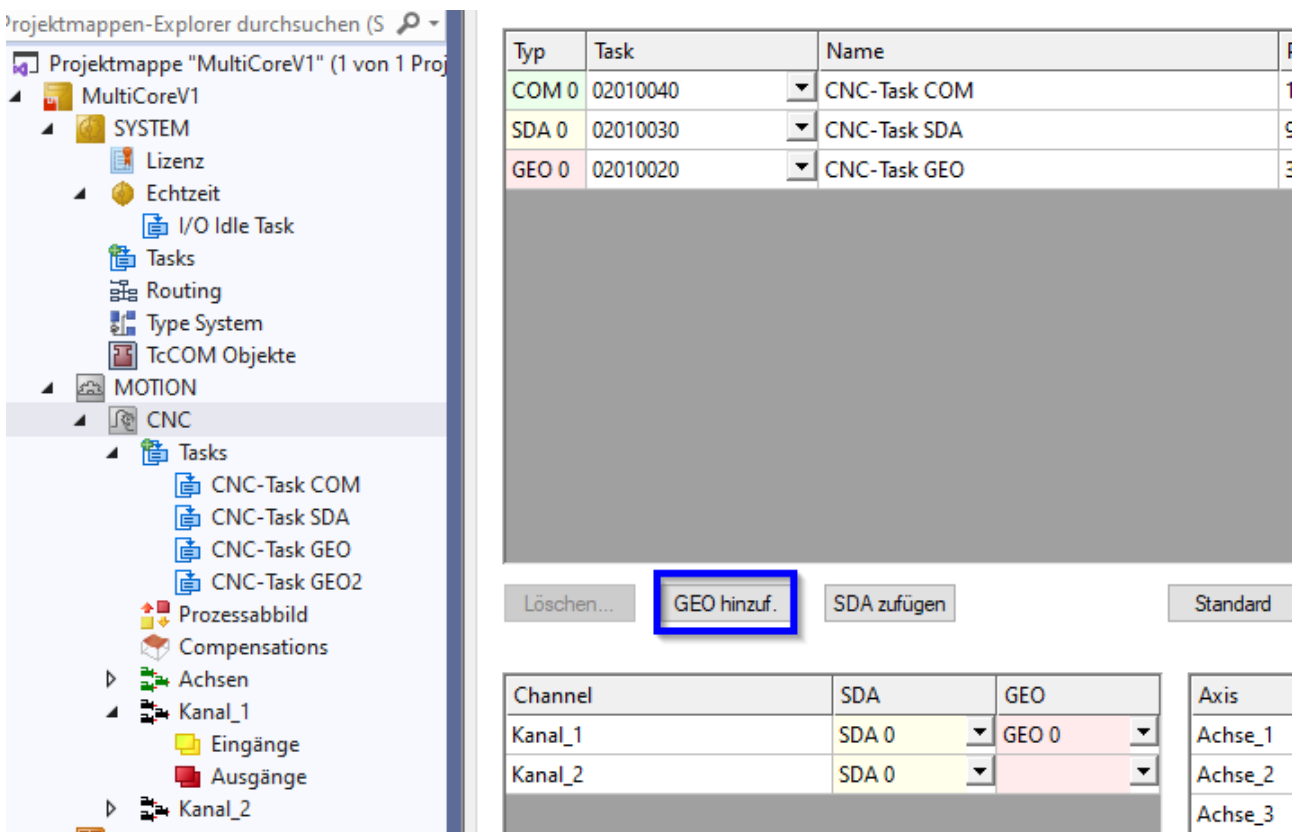 Projektmappen-Explorer durchsuchen (S
Projektmappe "MultiCoreV1" (1 von 1 Proj
MultiCoreV1
SYSTEM
Lizenz
Echtzeit
I/O Idle Task
Tasks
Routing
Type System
TcCOM Objekte
MOTION
CNC
Tasks
CNC-Task COM
CNC-Task SDA
CNC-Task GEO
CNC-Task GEO2
Prozessabbild
Compensations
Achsen
Kanal_1
Eingänge
Ausgänge
Kanal_2
Typ Task Name
COM 0 02010040 CNC-Task COM 1
SDA 0 02010030 CNC-Task SDA 9
GEO 0 02010020 CNC-Task GEO 3
Löschen... GEO hinzuf. SDA zufügen Standard
Channel SDA GEO
Kanal_1 SDA 0 GEO 0
Kanal_2 SDA 0
Axis
Achse_1
Achse_2
Achse_3